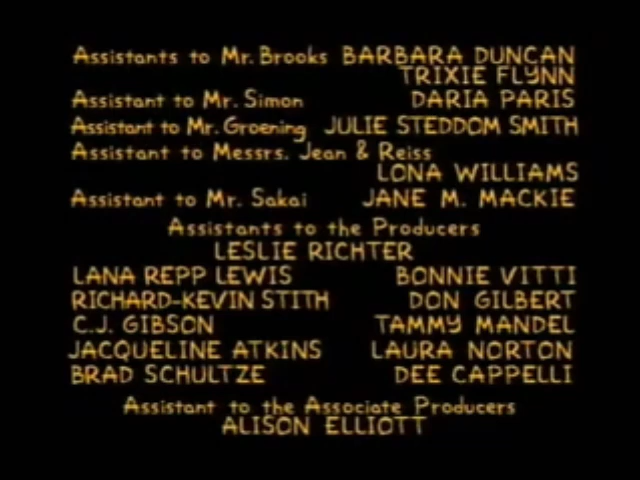 Assistants to Mr. Brooks BARBARA DUNCAN
TRIXIE FLYNN
Assistant to Mr. Simon DARIA PARIS
Assistant to Mr. Groening JULIE STEDDOM SMITH
Assistant to Messrs. Jean & Reiss
LONA WILLIAMS
Assistant to Mr. Sakai JANE M. MACKIE
Assistants to the Producers
LESLIE RICHTER
LANA REPP LEWIS BONNIE VITTI
RICHARD-KEVIN STITH DON GILBERT
C.J. GIBSON TAMMY MANDEL
JACQUELINE ATKINS LAURA NORTON
BRAD SCHULTZE DEE CAPPELLI
Assistant to the Associate Producers
ALISON ELLIOTT